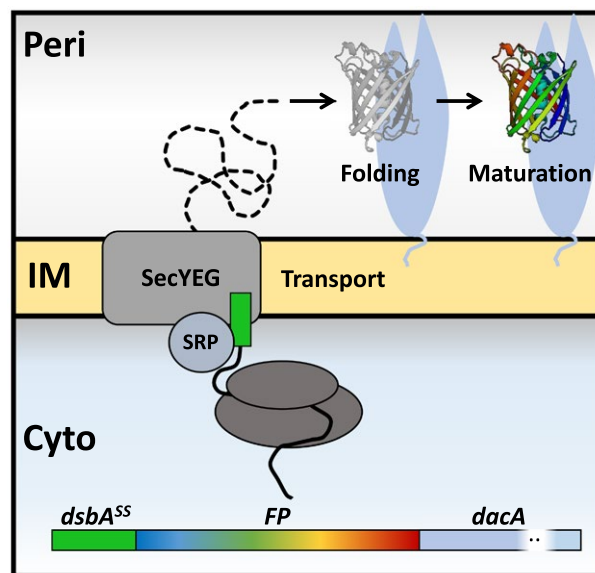 Peri
Folding
Maturation
IM
SecYEG
Transport
SRP
Cyto
dsbA^SS
FP
dacA